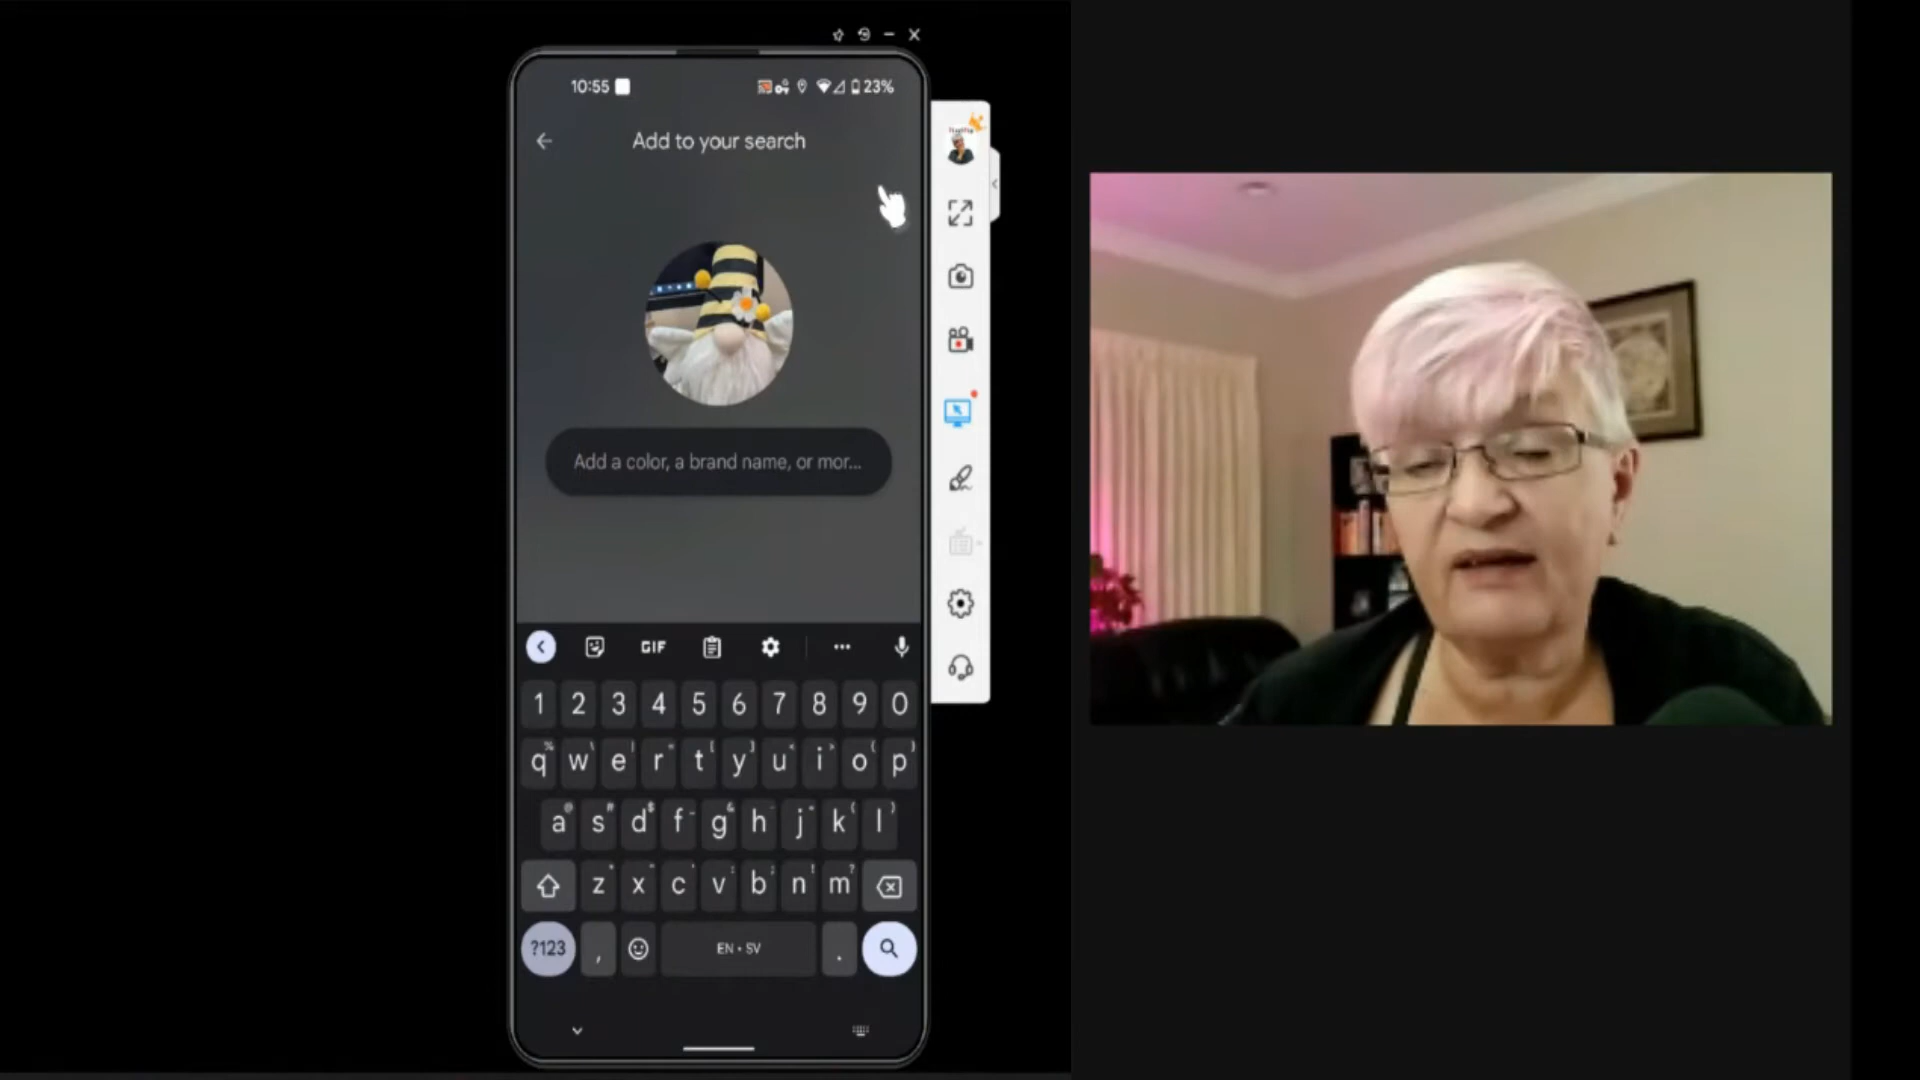 10:55
23%
Add to your search
Add a color, a brand name, or mor...
GIF
1 2 3 4 5 6 7 8 9 0
q w e r t y u i o p
a s d f g h j k l
z x c v b n m
?123 , EN • SV .